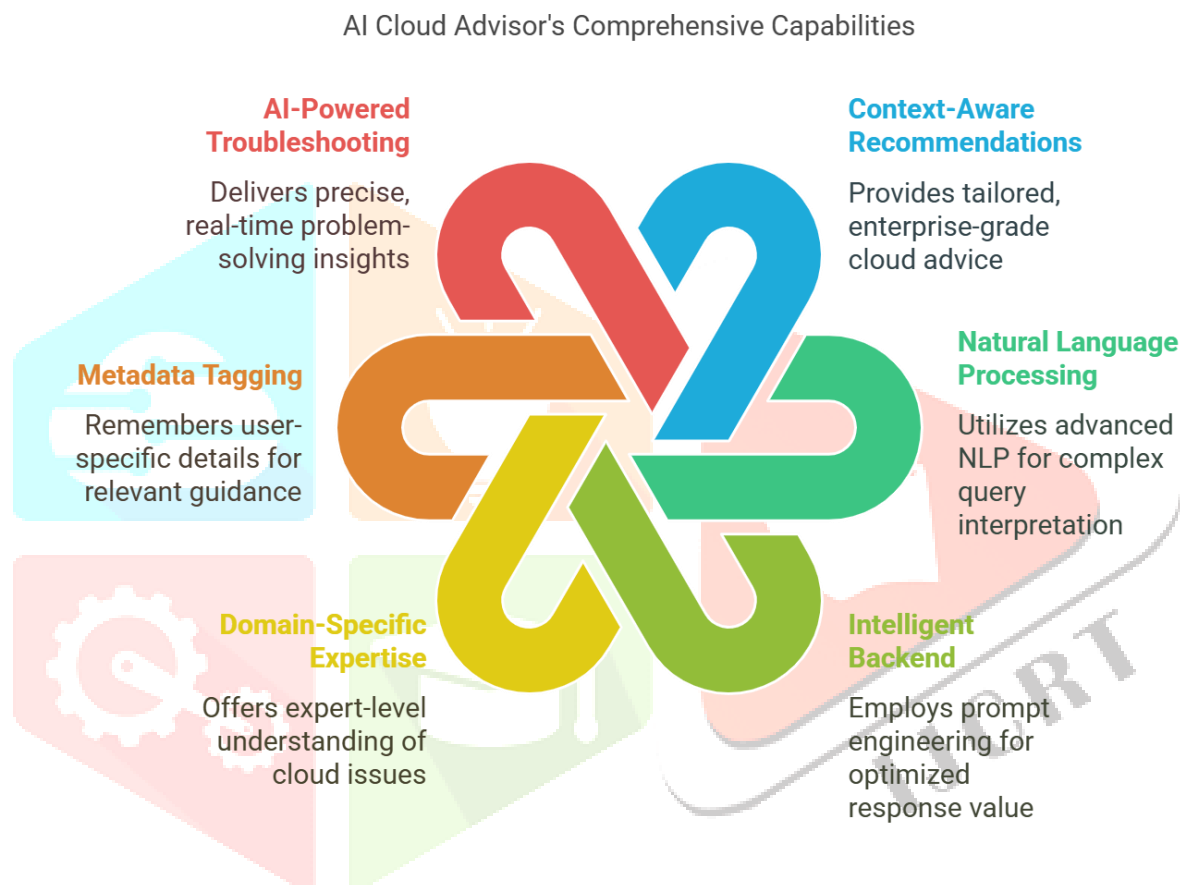 AI Cloud Advisor's Comprehensive Capabilities
AI-Powered
Troubleshooting
Delivers precise,
real-time problem-
solving insights
Context-Aware
Recommendations
Provides tailored,
enterprise-grade
cloud advice
Metadata Tagging
Remembers user-
specific details for
relevant guidance
Natural Language
Processing
Utilizes advanced
NLP for complex
query
interpretation
Domain-Specific
Expertise
Offers expert-level
understanding of
cloud issues
Intelligent
Backend
Employs prompt
engineering for
optimized
response value
IJCRT